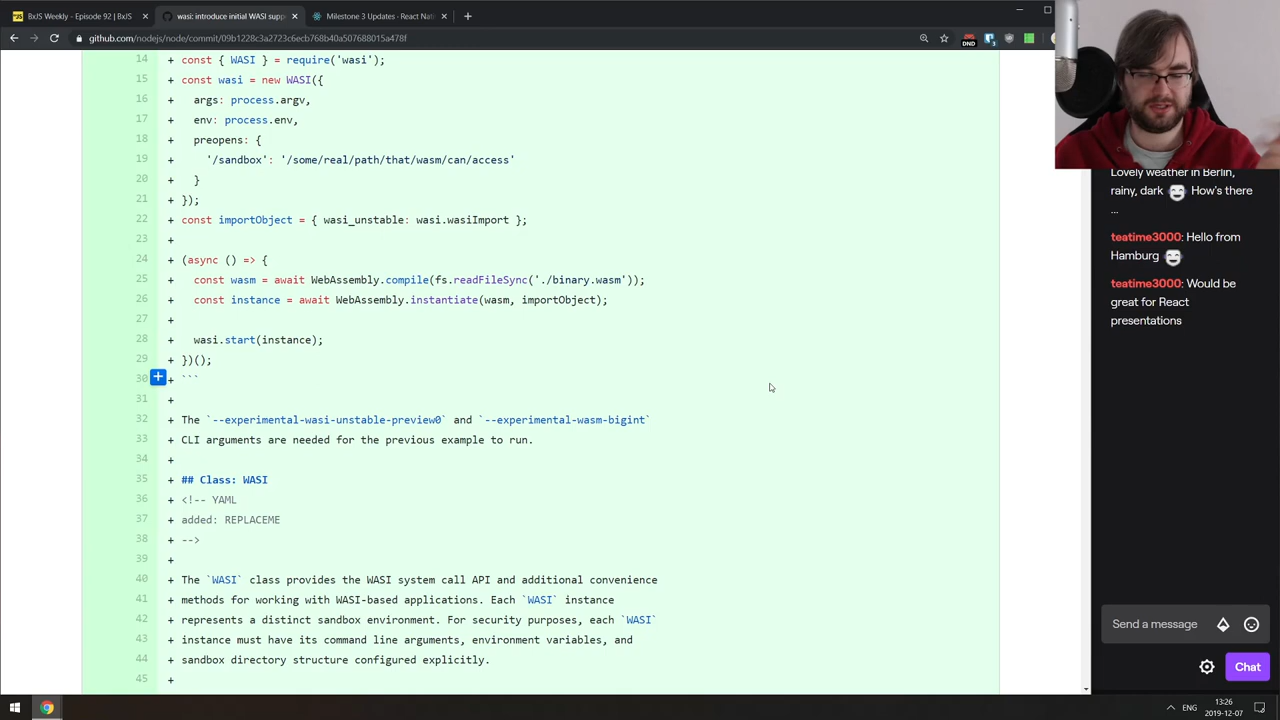 BxJS Weekly - Episode 92 | BxJS
wasi: introduce initial WASI supp
Milestone 3 Updates · React Nati
github.com/nodejs/node/commit/09b1228c3a2723c6ecb768b40a507688015a478f
DND
14 + const { WASI } = require('wasi');
15 + const wasi = new WASI({
16 + args: process.argv,
17 + env: process.env,
18 + preopens: {
19 + '/sandbox': '/some/real/path/that/wasm/can/access'
20 + }
21 + });
22 + const importObject = { wasi_unstable: wasi.wasiImport };
23 +
24 + (async () => {
25 + const wasm = await WebAssembly.compile(fs.readFileSync('./binary.wasm'));
26 + const instance = await WebAssembly.instantiate(wasm, importObject);
27 +
28 + wasi.start(instance);
29 + })();
30 + ```
31 +
32 + The `--experimental-wasi-unstable-preview0` and `--experimental-wasm-bigint`
33 + CLI arguments are needed for the previous example to run.
34 +
35 + ## Class: WASI
36 + <!-- YAML
37 + added: REPLACEME
38 + -->
39 +
40 + The `WASI` class provides the WASI system call API and additional convenience
41 + methods for working with WASI-based applications. Each `WASI` instance
42 + represents a distinct sandbox environment. For security purposes, each `WASI`
43 + instance must have its command line arguments, environment variables, and
44 + sandbox directory structure configured explicitly.
45 +
Lovely weather in Berlin,
rainy, dark How's there
...
teatime3000: Hello from
Hamburg
teatime3000: Would be
great for React
presentations
Send a message
Chat
ENG
13:26
2019-12-07